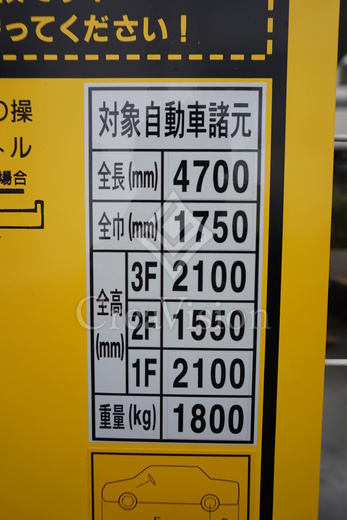 ってください！
の操
トル
場合
対象自動車諸元
全長(mm) 4700
全巾(mm) 1750
全高(mm)
3F 2100
2F 1550
1F 2100
重量(kg) 1800
CreaVision